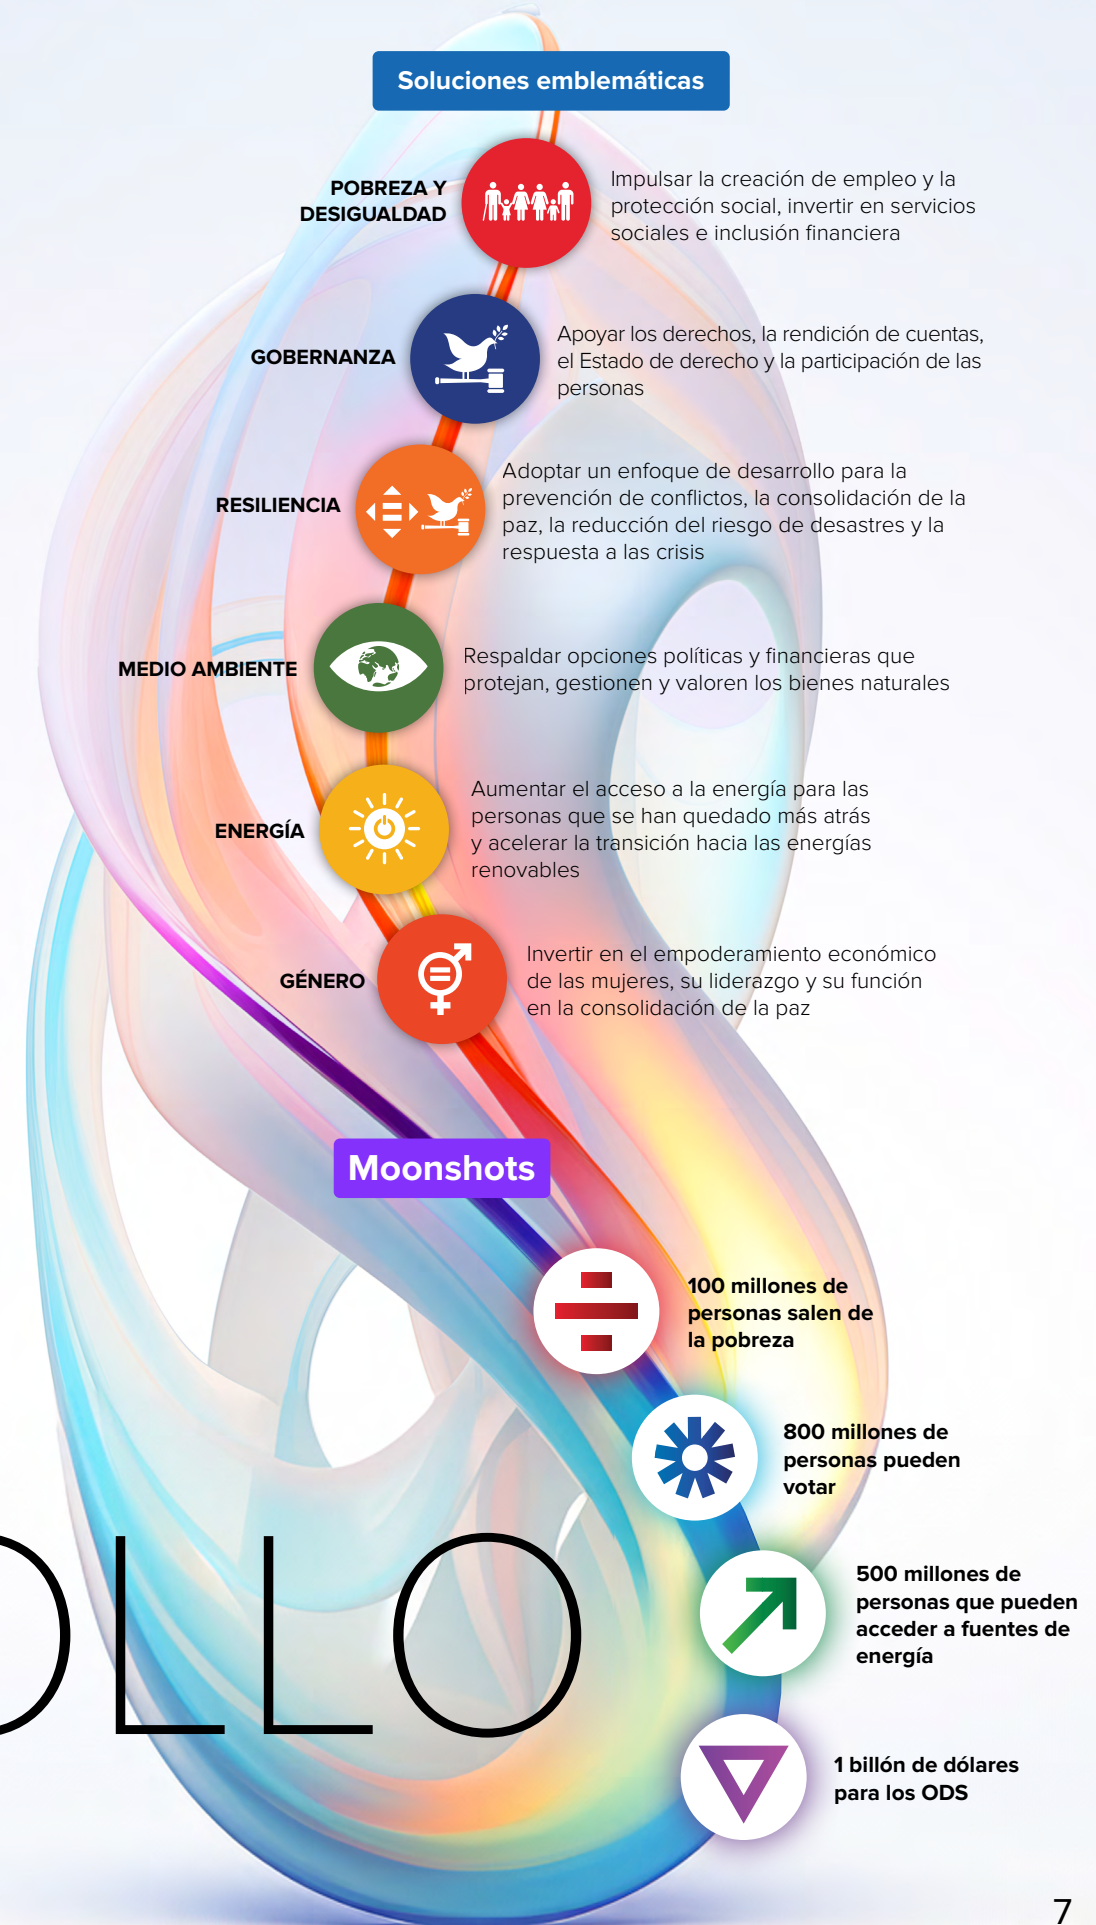 Soluciones emblemáticas
POBREZA Y
DESIGUALDAD
Impulsar la creación de empleo y la
protección social, invertir en servicios
sociales e inclusión financiera
GOBERNANZA
Apoyar los derechos, la rendición de cuentas,
el Estado de derecho y la participación de las
personas
RESILIENCIA
Adoptar un enfoque de desarrollo para la
prevención de conflictos, la consolidación de la
paz, la reducción del riesgo de desastres y la
respuesta a las crisis
MEDIO AMBIENTE
Respaldar opciones políticas y financieras que
protejan, gestionen y valoren los bienes naturales
ENERGÍA
Aumentar el acceso a la energía para las
personas que se han quedado más atrás
y acelerar la transición hacia las energías
renovables
GÉNERO
Invertir en el empoderamiento económico
de las mujeres, su liderazgo y su función
en la consolidación de la paz
Moonshots
100 millones de
personas salen de
la pobreza
800 millones de
personas pueden
votar
500 millones de
personas que pueden
acceder a fuentes de
energía
OLLO
1 billón de dólares
para los ODS
7